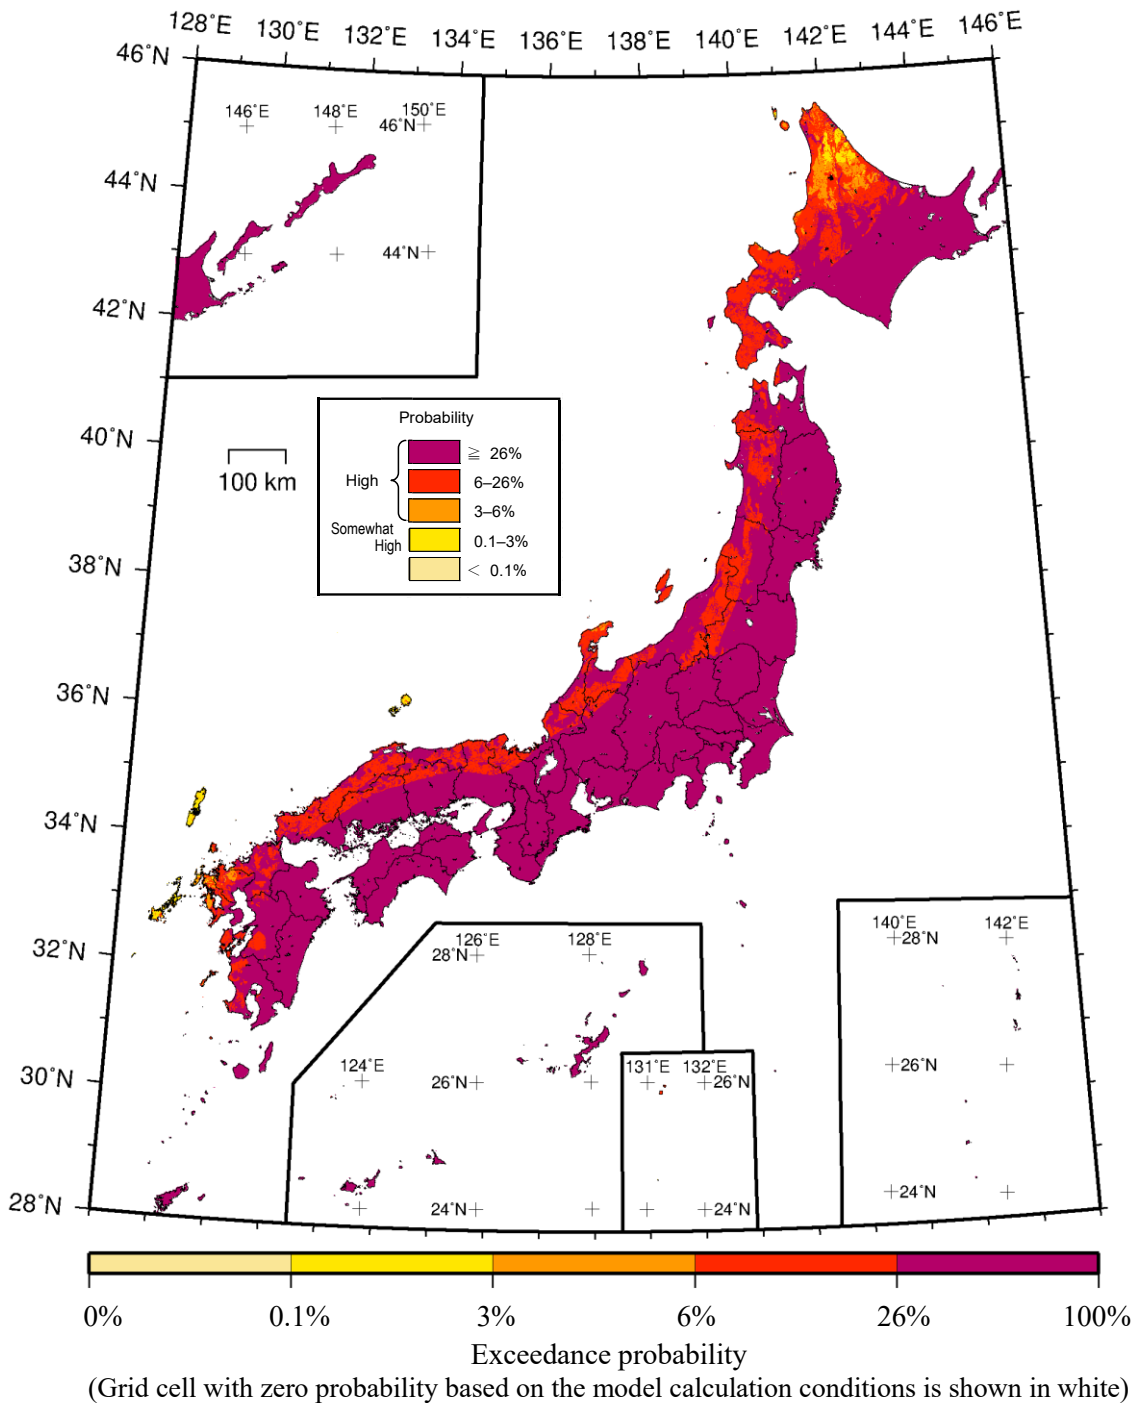 128°E 130°E 132°E 134°E 136°E 138°E 140°E 142°E 144°E 146°E
46°N
146°E 148°E 150°E
46°N
44°N
44°N
42°N
Probability
≧ 26%
High 6–26%
3–6%
Somewhat
High 0.1–3%
< 0.1%
40°N
100 km
38°N
36°N
34°N
32°N
126°E 128°E
28°N
140°E 142°E
28°N
124°E
26°N
131°E 132°E
26°N
26°N
30°N
24°N
24°N
24°N
28°N
0% 0.1% 3% 6% 26% 100%
Exceedance probability
(Grid cell with zero probability based on the model calculation conditions is shown in white)